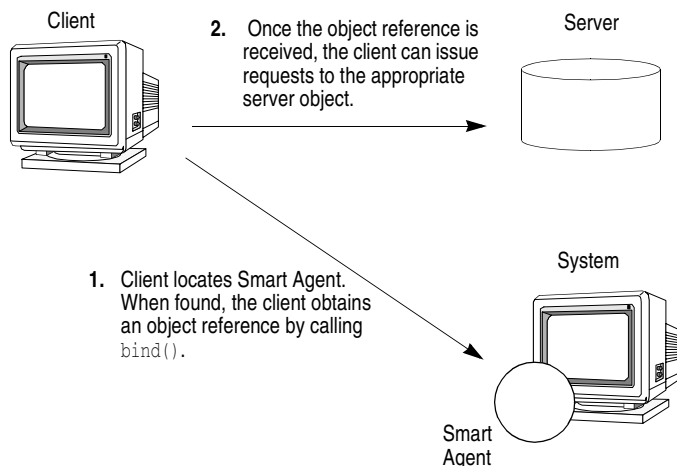 Client
2. Once the object reference is
received, the client can issue
requests to the appropriate
server object.
Server
1. Client locates Smart Agent.
When found, the client obtains
an object reference by calling
bind().
System
Smart
Agent